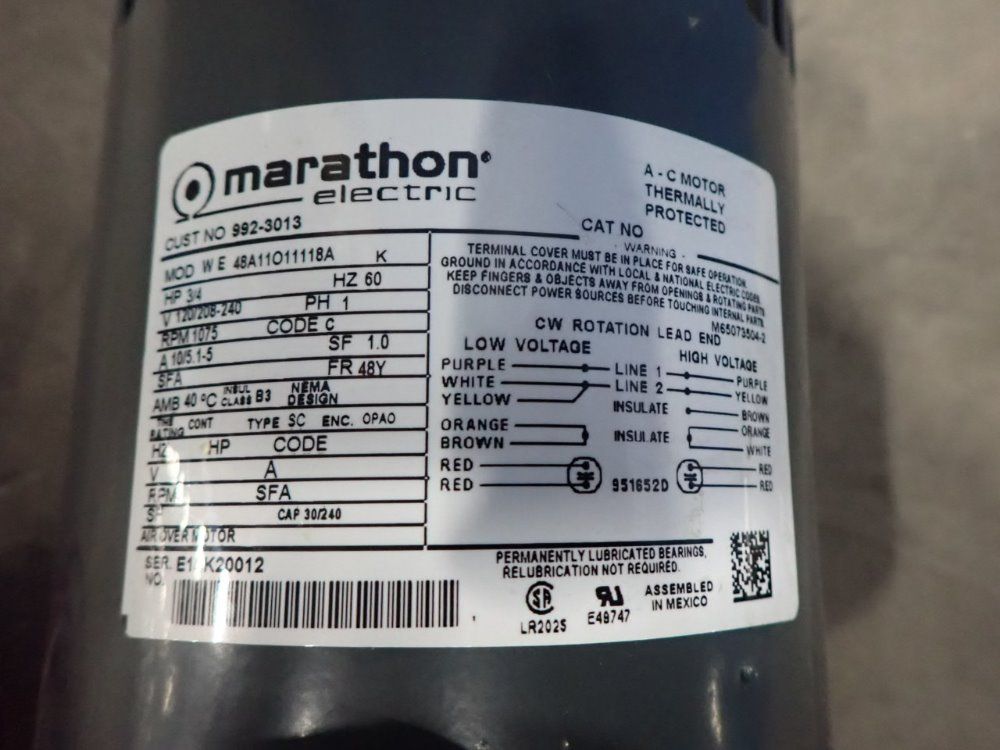 marathon®
electric
A - C MOTOR
THERMALLY
PROTECTED
CUST NO 992-3013
CAT NO
MOD WE 48A11O11118A K
HP 3/4 HZ 60
V 120/208-240 PH 1
RPM 1075 CODE C
A 10/5.1-5 SF 1.0
SFA FR 48Y
AMB 40 °C INSUL CLASS B3 NEMA DESIGN
RATING CONT TYPE SC ENC. OPAO
HZ HP CODE
V A
RPM SFA
SF CAP 30/240
AIR OVER MOTOR
SER. NO. K20012
WARNING -
TERMINAL COVER MUST BE IN PLACE FOR SAFE OPERATION.
GROUND IN ACCORDANCE WITH LOCAL & NATIONAL ELECTRIC CODES.
KEEP FINGERS & OBJECTS AWAY FROM OPENINGS & ROTATING PARTS
DISCONNECT POWER SOURCES BEFORE TOUCHING INTERNAL PARTS
M65073504-2
CW ROTATION LEAD END
LOW VOLTAGE HIGH VOLTAGE
PURPLE LINE 1 PURPLE
WHITE LINE 2 YELLOW
YELLOW INSULATE BROWN
ORANGE INSULATE ORANGE
BROWN WHITE
RED RED
RED 951652D RED
PERMANENTLY LUBRICATED BEARINGS,
RELUBRICATION NOT REQUIRED.
LR2025 E49747
ASSEMBLED
IN MEXICO